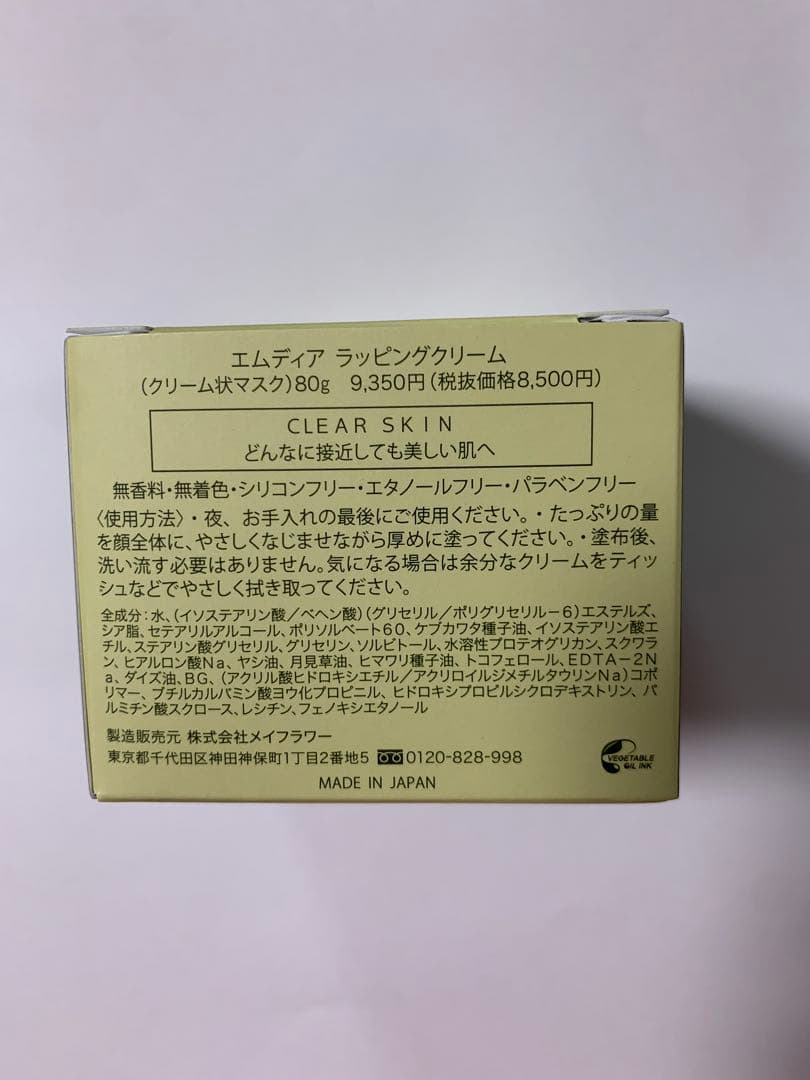 エムディア ラッピングクリーム
（クリーム状マスク）80g 9,350円（税抜価格8,500円）
CLEAR SKIN
どんなに接近しても美しい肌へ
無香料・無着色・シリコンフリー・エタノールフリー・パラベンフリー
〈使用方法〉・夜、お手入れの最後にご使用ください。・たっぷりの量
を顔全体に、やさしくなじませながら厚めに塗ってください。・塗布後、
洗い流す必要はありません。気になる場合は余分なクリームをティッ
シュなどでやさしく拭き取ってください。
全成分：水、（イソステアリン酸／ベヘン酸）（グリセリル／ポリグリセリル－6）エステルズ、
シア脂、セテアリルアルコール、ポリソルベート60、ケブカワタ種子油、イソステアリン酸エ
チル、ステアリン酸グリセリル、グリセリン、ソルビトール、水溶性プロテオグリカン、スクワラ
ン、ヒアルロン酸Na、ヤシ油、月見草油、ヒマワリ種子油、トコフェロール、EDTA－2N
a、ダイズ油、BG、（アクリル酸ヒドロキシエチル／アクリロイルジメチルタウリンNa）コポ
リマー、ブチルカルバミン酸ヨウ化プロピニル、ヒドロキシプロピルシクロデキストリン、パ
ルミチン酸スクロース、レシチン、フェノキシエタノール
製造販売元 株式会社メイフラワー
東京都千代田区神田神保町1丁目2番地5 0120-828-998
VEGETABLE
OIL INK
MADE IN JAPAN